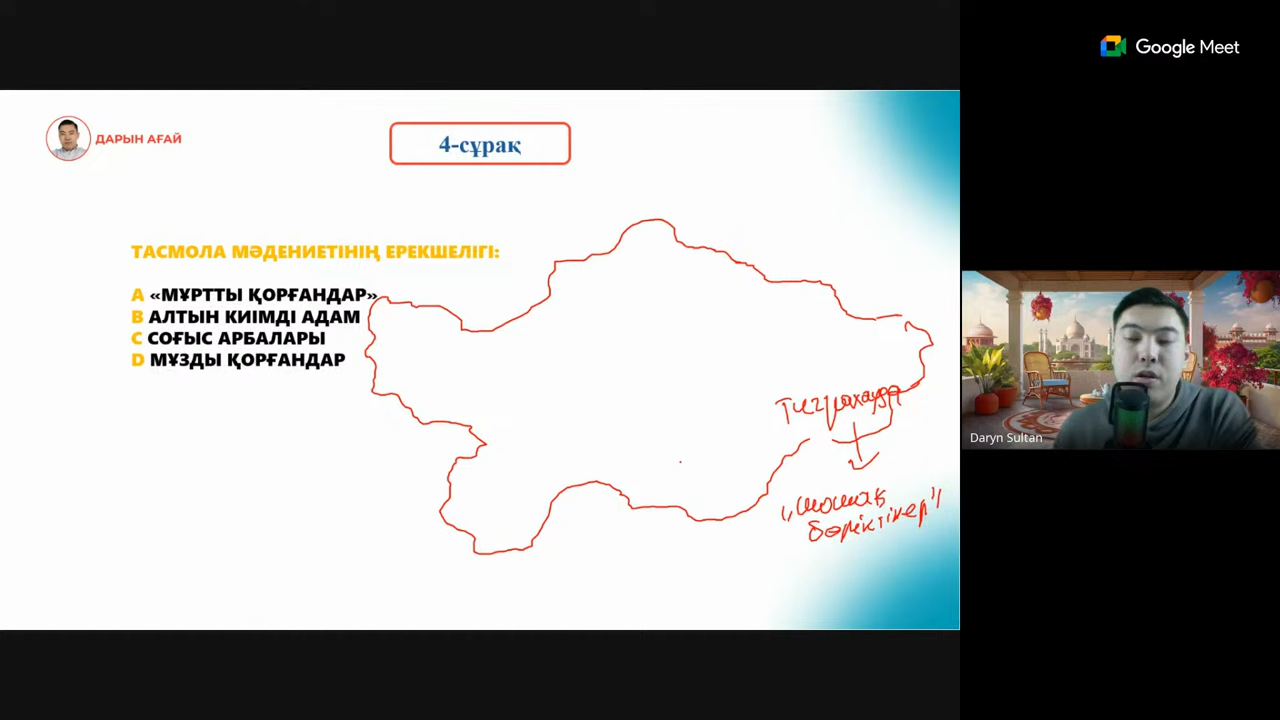 Google Meet
ДАРЫН АҒАЙ
4-сұрақ
ТАСМОЛА МӘДЕНИЕТІНІҢ ЕРЕКШЕЛІГІ:
A «МҰРТТЫ ҚОРҒАНДАР»
B АЛТЫН КИІМДІ АДАМ
C СОҒЫС АРБАЛАРЫ
D МҰЗДЫ ҚОРҒАНДАР
тиграхауда
„шошақ
бөріктілер"
Daryn Sultan